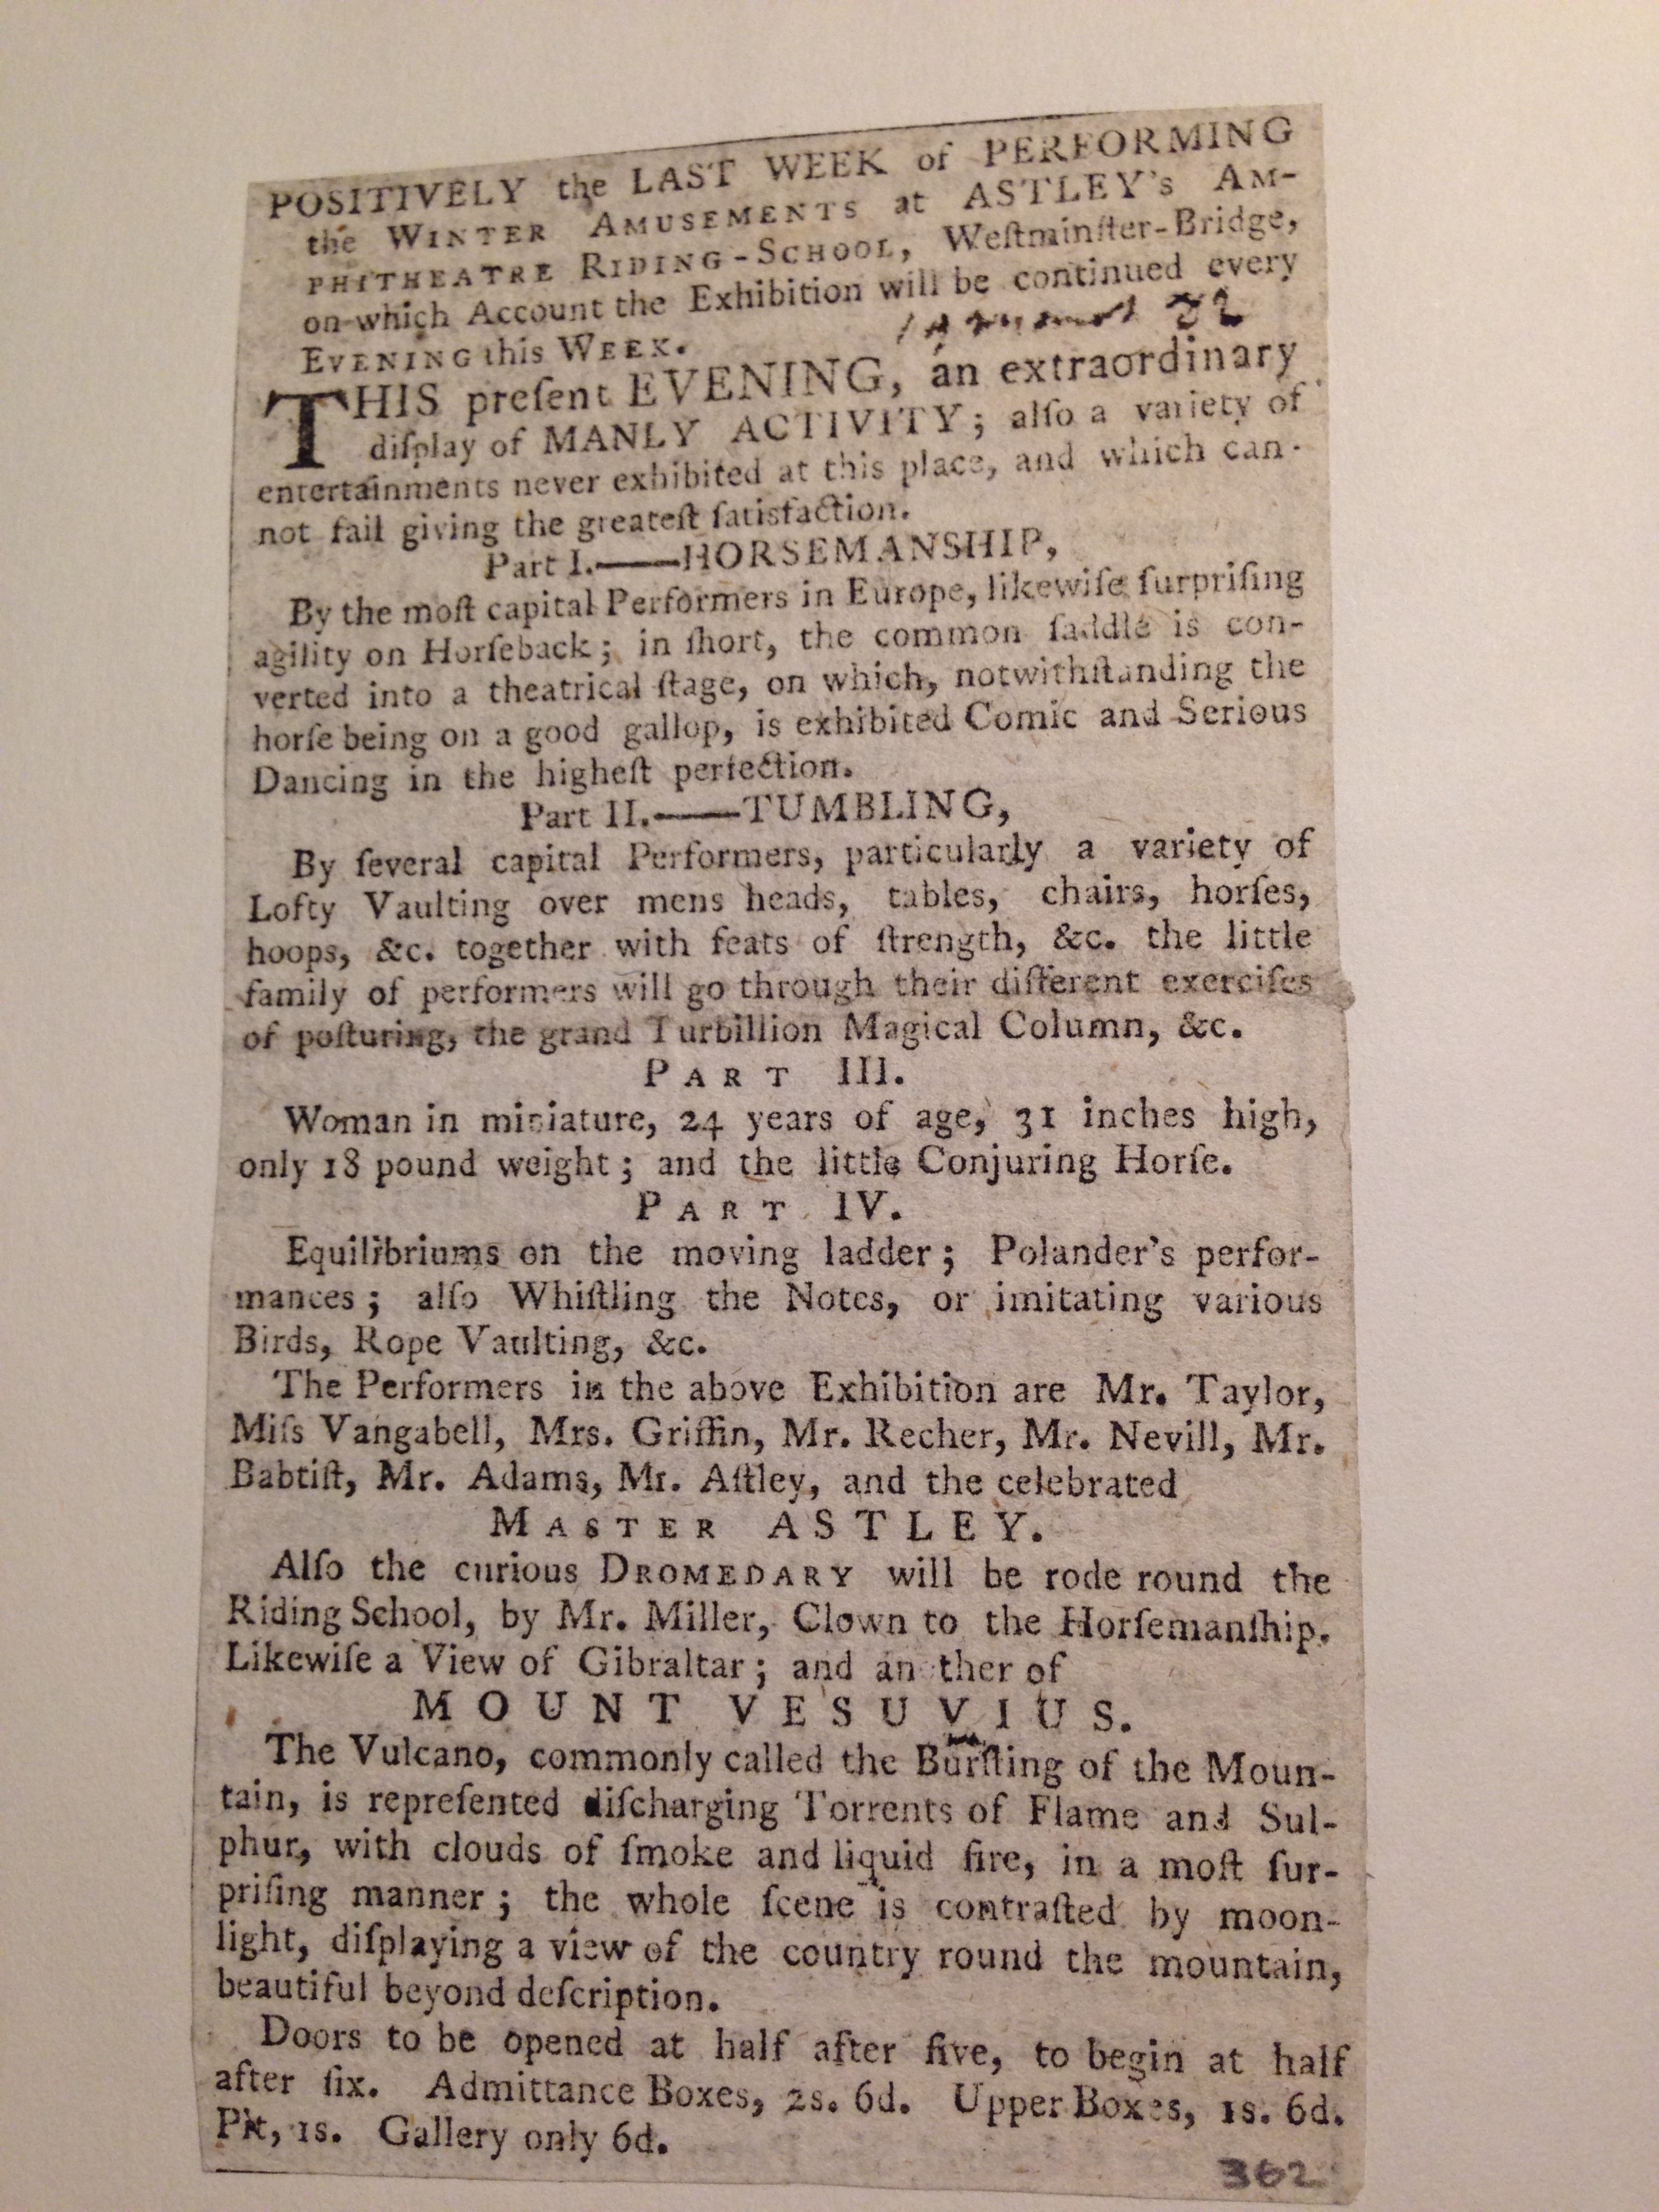 POSITIVELY the LAST WEEK of PERFORMING
the WINTER AMUSEMENTS at ASTLEY's AM-
PHITHEATRE RIDING-SCHOOL, Weſtminſter-Bridge,
on which Account the Exhibition will be continued every
EVENING this WEEK.
82
THIS preſent EVENING, an extraordinary
diſplay of MANLY ACTIVITY; alſo a variety of
entertainments never exhibited at this place, and which can-
not fail giving the greateſt ſatisfaction.
Part I.——HORSEMANSHIP,
By the moſt capital Performers in Europe, likewiſe ſurpriſing
agility on Horſeback; in ſhort, the common ſaddle is con-
verted into a theatrical ſtage, on which, notwithſtanding the
horſe being on a good gallop, is exhibited Comic and Serious
Dancing in the higheſt perfection.
Part II.——TUMBLING,
By ſeveral capital Performers, particularly a variety of
Lofty Vaulting over mens heads, tables, chairs, horſes,
hoops, &c. together with feats of ſtrength, &c. the little
family of performers will go through their different exerciſes
of poſturing, the grand Turbillion Magical Column, &c.
PART III.
Woman in miniature, 24 years of age, 31 inches high,
only 18 pound weight; and the little Conjuring Horſe.
PART IV.
Equilibriums on the moving ladder; Polander's perfor-
mances; alſo Whiſtling the Notes, or imitating various
Birds, Rope Vaulting, &c.
The Performers in the above Exhibition are Mr. Taylor,
Miſs Vangabell, Mrs. Griffin, Mr. Recher, Mr. Nevill, Mr.
Babtiſt, Mr. Adams, Mr. Aſtley, and the celebrated
MASTER ASTLEY.
Alſo the curious DROMEDARY will be rode round the
Riding School, by Mr. Miller, Clown to the Horſemanſhip.
Likewiſe a View of Gibraltar; and an ther of
MOUNT VESUVIUS.
The Vulcano, commonly called the Burſting of the Moun-
tain, is repreſented diſcharging Torrents of Flame and Sul-
phur, with clouds of ſmoke and liquid fire, in a moſt ſur-
priſing manner; the whole ſcene is contraſted by moon-
light, diſplaying a view of the country round the mountain,
beautiful beyond deſcription.
Doors to be opened at half after five, to begin at half
after ſix. Admittance Boxes, 2s. 6d. Upper Boxes, 1s. 6d.
Pit, 1s. Gallery only 6d.
362